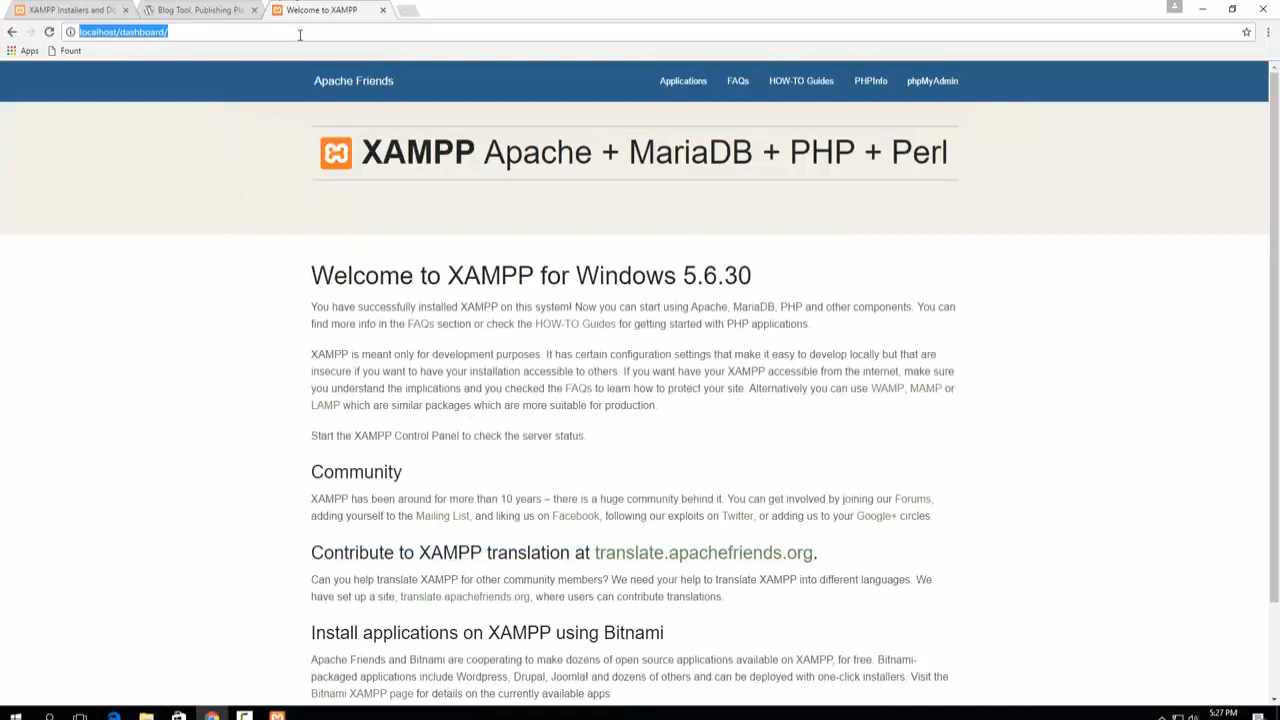 XAMPP Installers and Do
Blog Tool, Publishing Pla
Welcome to XAMPP
localhost/dashboard/
Apps
Fount
Apache Friends
Applications
FAQs
HOW-TO Guides
PHPInfo
phpMyAdmin
XAMPP Apache + MariaDB + PHP + Perl
Welcome to XAMPP for Windows 5.6.30
You have successfully installed XAMPP on this system! Now you can start using Apache, MariaDB, PHP and other components. You can
find more info in the FAQs section or check the HOW-TO Guides for getting started with PHP applications.
XAMPP is meant only for development purposes. It has certain configuration settings that make it easy to develop locally but that are
insecure if you want to have your installation accessible to others. If you want have your XAMPP accessible from the internet, make sure
you understand the implications and you checked the FAQs to learn how to protect your site. Alternatively you can use WAMP, MAMP or
LAMP which are similar packages which are more suitable for production.
Start the XAMPP Control Panel to check the server status.
Community
XAMPP has been around for more than 10 years – there is a huge community behind it. You can get involved by joining our Forums,
adding yourself to the Mailing List, and liking us on Facebook, following our exploits on Twitter, or adding us to your Google+ circles.
Contribute to XAMPP translation at translate.apachefriends.org.
Can you help translate XAMPP for other community members? We need your help to translate XAMPP into different languages. We
have set up a site, translate.apachefriends.org, where users can contribute translations.
Install applications on XAMPP using Bitnami
Apache Friends and Bitnami are cooperating to make dozens of open source applications available on XAMPP, for free. Bitnami-
packaged applications include Wordpress, Drupal, Joomla! and dozens of others and can be deployed with one-click installers. Visit the
Bitnami XAMPP page for details on the currently available apps.
5:27 PM